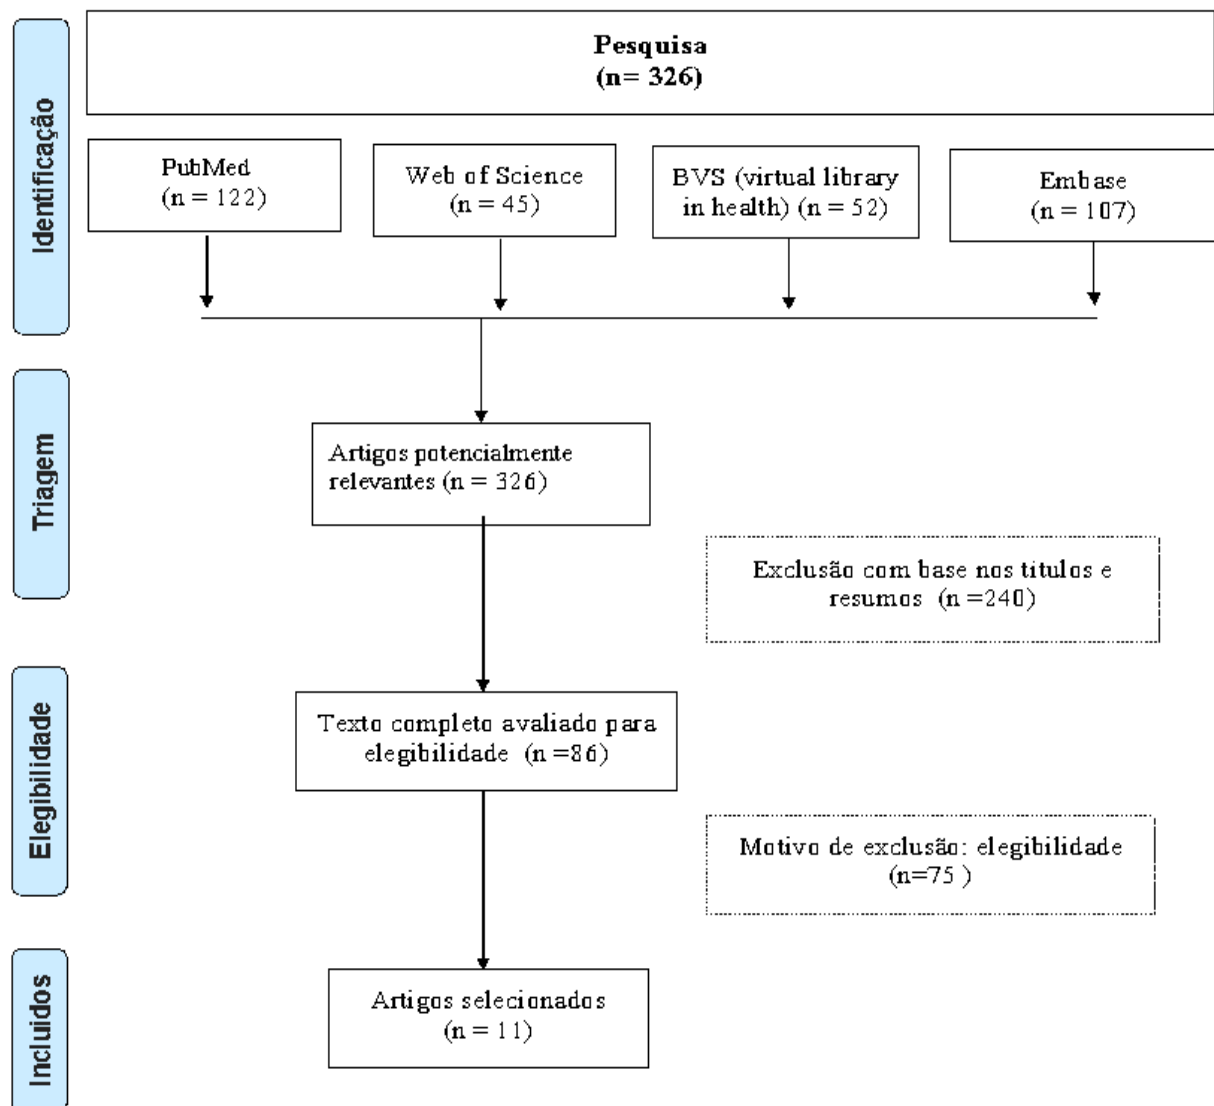 Identificação
Pesquisa
(n= 326)
PubMed
(n = 122)
Web of Science
(n = 45)
BVS (virtual library
in health) (n = 52)
Embase
(n = 107)
Triagem
Artigos potencialmente
relevantes (n = 326)
Exclusão com base nos titulos e
resumos (n =240)
Elegibilidade
Texto completo avaliado para
elegibilidade (n =86)
Motivo de exclusão: elegibilidade
(n=75 )
Incluidos
Artigos selecionados
(n = 11)